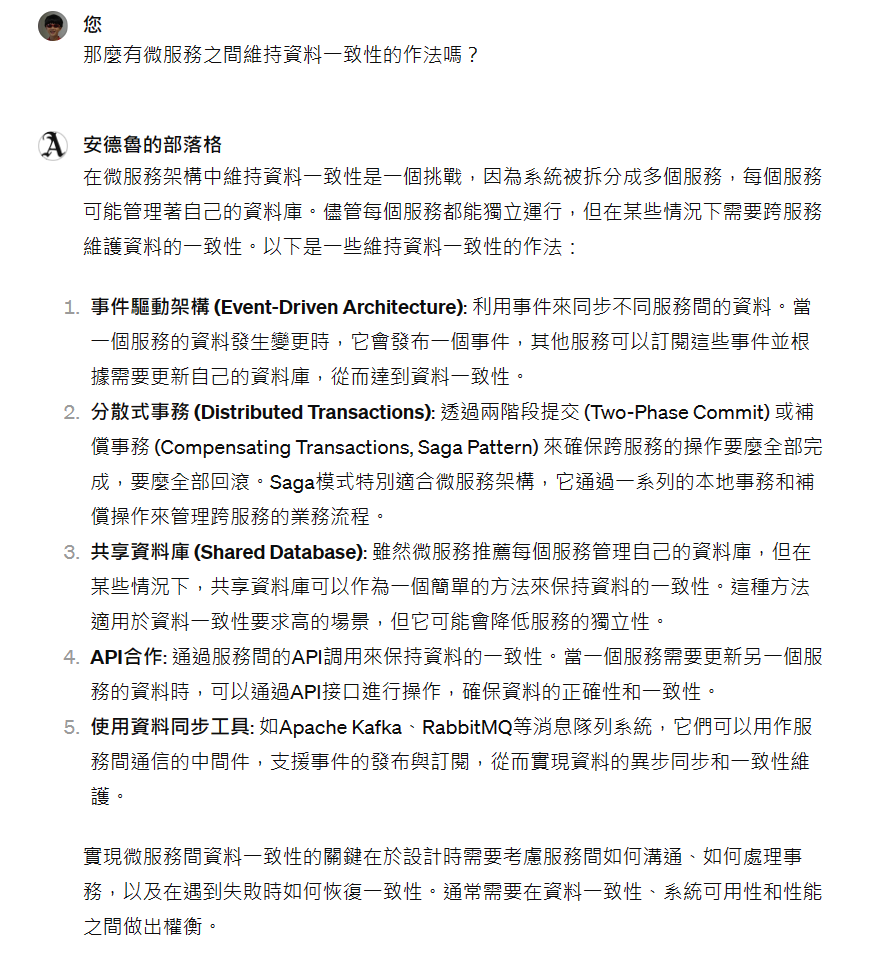 您
那麼有微服務之間維持資料一致性的作法嗎？
安德魯的部落格
在微服務架構中維持資料一致性是一個挑戰，因為系統被拆分成多個服務，每個服務
可能管理著自己的資料庫。儘管每個服務都能獨立運行，但在某些情況下需要跨服務
維護資料的一致性。以下是一些維持資料一致性的作法：
1. 事件驅動架構 (Event-Driven Architecture): 利用事件來同步不同服務間的資料。當
一個服務的資料發生變更時，它會發布一個事件，其他服務可以訂閱這些事件並根
據需要更新自己的資料庫，從而達到資料一致性。
2. 分散式事務 (Distributed Transactions): 透過兩階段提交 (Two-Phase Commit) 或補
償事務 (Compensating Transactions, Saga Pattern) 來確保跨服務的操作要麼全部完
成，要麼全部回滾。Saga模式特別適合微服務架構，它通過一系列的本地事務和補
償操作來管理跨服務的業務流程。
3. 共享資料庫 (Shared Database): 雖然微服務推薦每個服務管理自己的資料庫，但在
某些情況下，共享資料庫可以作為一個簡單的方法來保持資料的一致性。這種方法
適用於資料一致性要求高的場景，但它可能會降低服務的獨立性。
4. API合作: 通過服務間的API調用來保持資料的一致性。當一個服務需要更新另一個服
務的資料時，可以通過API接口進行操作，確保資料的正確性和一致性。
5. 使用資料同步工具: 如Apache Kafka、RabbitMQ等消息隊列系統，它們可以用作服
務間通信的中間件，支援事件的發布與訂閱，從而實現資料的異步同步和一致性維
護。
實現微服務間資料一致性的關鍵在於設計時需要考慮服務間如何溝通、如何處理事
務，以及在遇到失敗時如何恢復一致性。通常需要在資料一致性、系統可用性和性能
之間做出權衡。